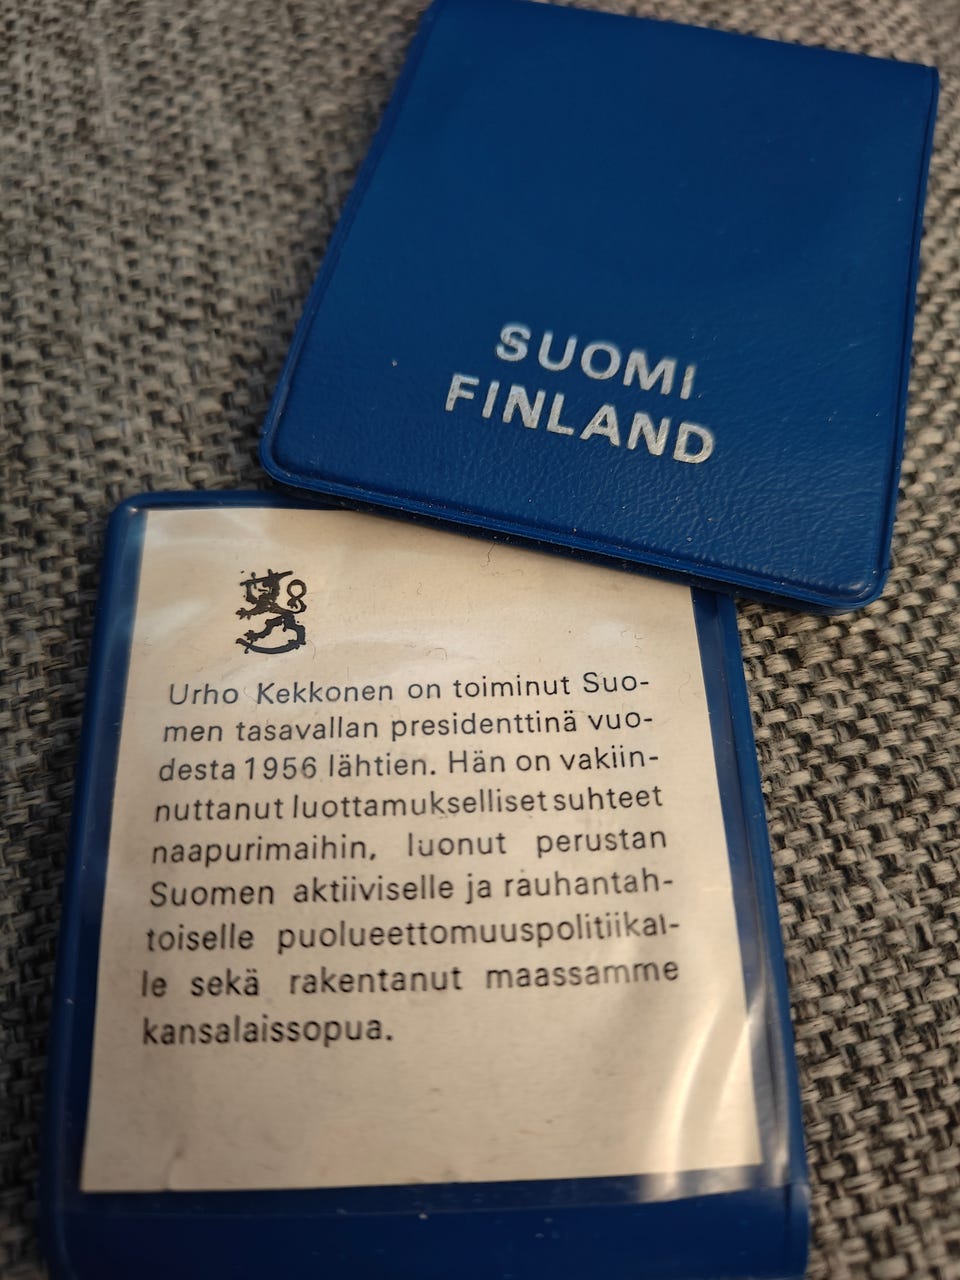 SUOMI
FINLAND
Urho Kekkonen on toiminut Suo-
men tasavallan presidenttinä vuo-
desta 1956 lähtien. Hän on vakiin-
nuttanut luottamukselliset suhteet
naapurimaihin, luonut perustan
Suomen aktiiviselle ja rauhantah-
toiselle puolueettomuuspolitiikal-
le sekä rakentanut maassamme
kansalaissopua.